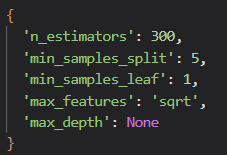 {
'n_estimators': 300,
'min_samples_split': 5,
'min_samples_leaf': 1,
'max_features': 'sqrt',
'max_depth': None
}